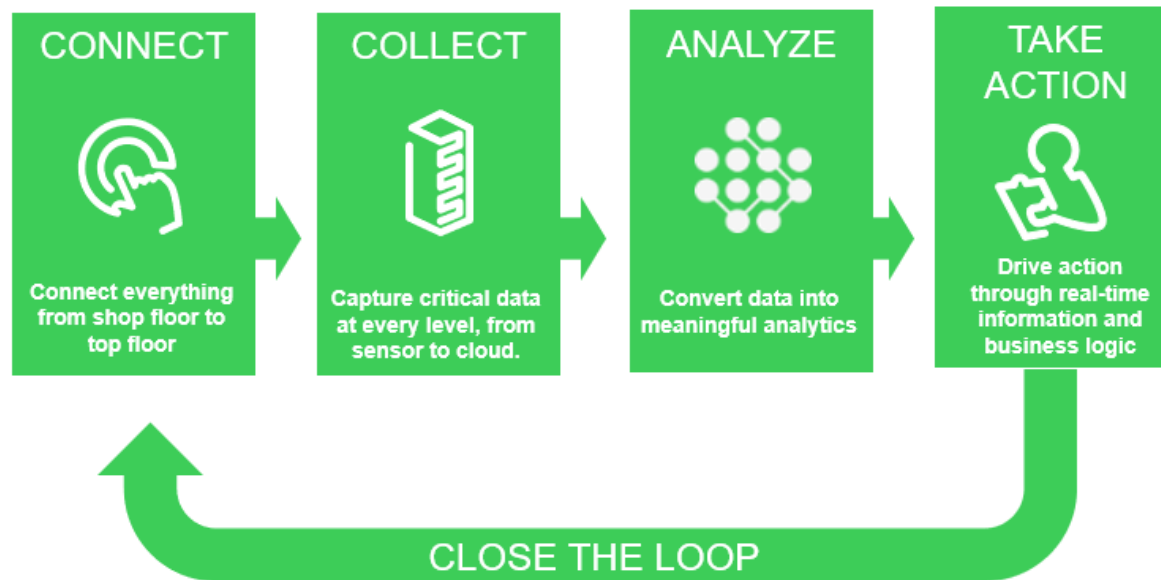 CONNECT
Connect everything
from shop floor to
top floor
COLLECT
Capture critical data
at every level, from
sensor to cloud.
ANALYZE
Convert data into
meaningful analytics
TAKE
ACTION
Drive action
through real-time
information and
business logic
CLOSE THE LOOP